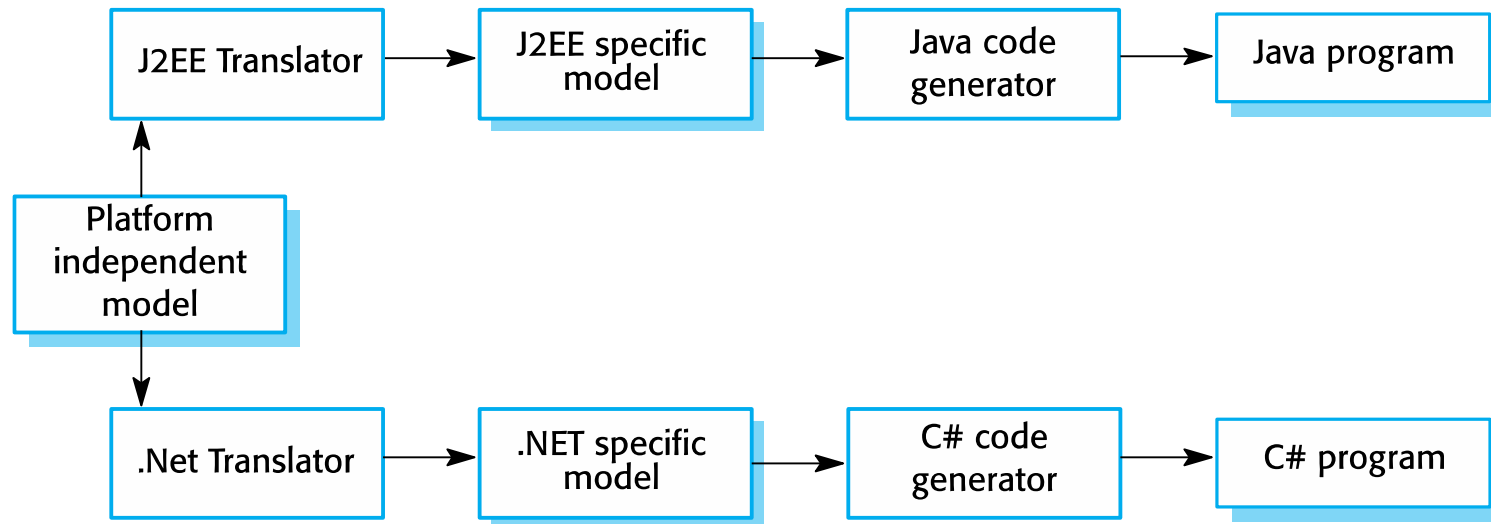 J2EE Translator
J2EE specific
model
Java code
generator
Java program
Platform
independent
model
.Net Translator
.NET specific
model
C# code
generator
C# program